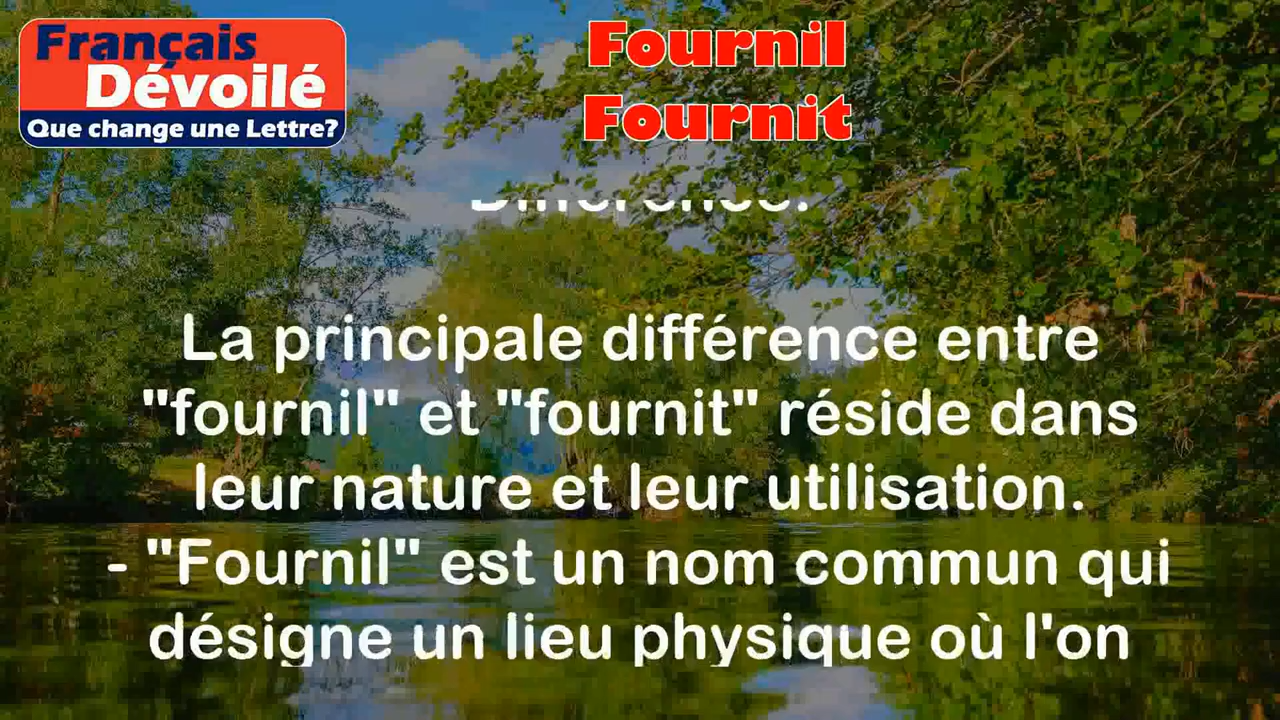 Français
Dévoilé
Que change une Lettre?
Fournil
Fournit
Différence:
La principale différence entre
"fournil" et "fournit" réside dans
leur nature et leur utilisation.
- "Fournil" est un nom commun qui
désigne un lieu physique où l'on